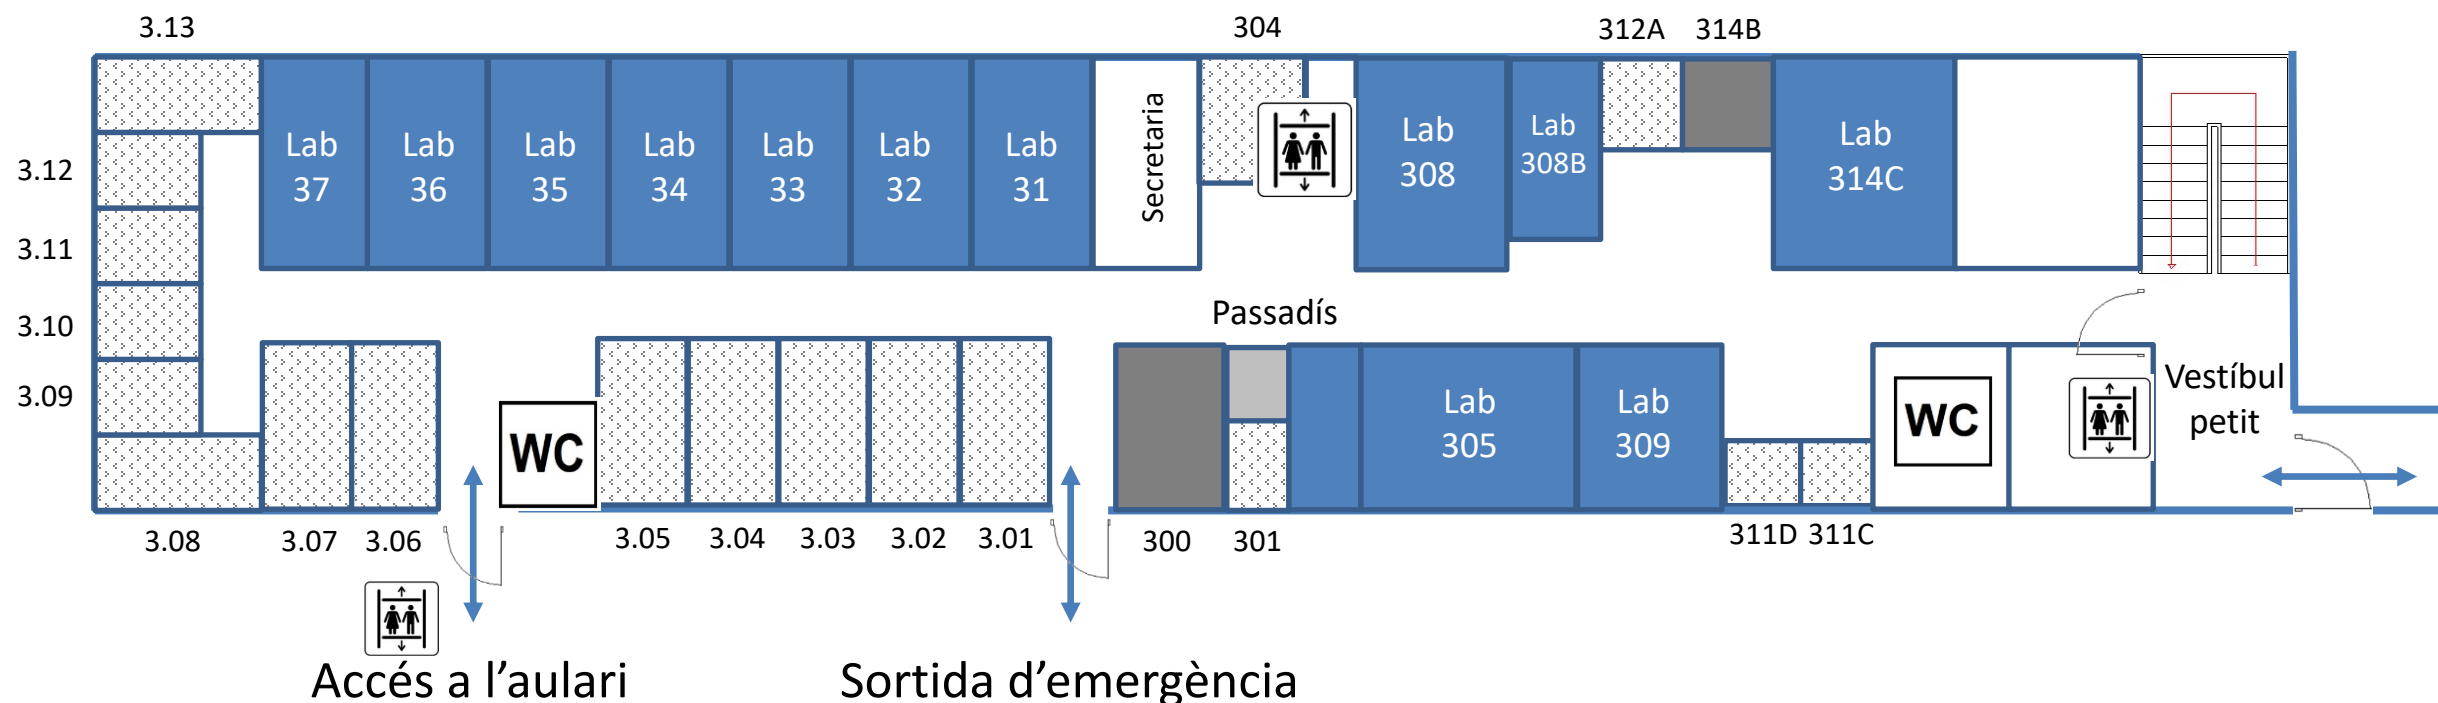 3.13
304
312A
314B
3.12
3.11
3.10
3.09
Lab
37
Lab
36
Lab
35
Lab
34
Lab
33
Lab
32
Lab
31
Secretaria
Lab
308
Lab
308B
Lab
314C
Passadís
WC
Lab
305
Lab
309
WC
Vestíbul
petit
3.08
3.07
3.06
3.05
3.04
3.03
3.02
3.01
300
301
311D
311C
Accés a l’aulari
Sortida d’emergència